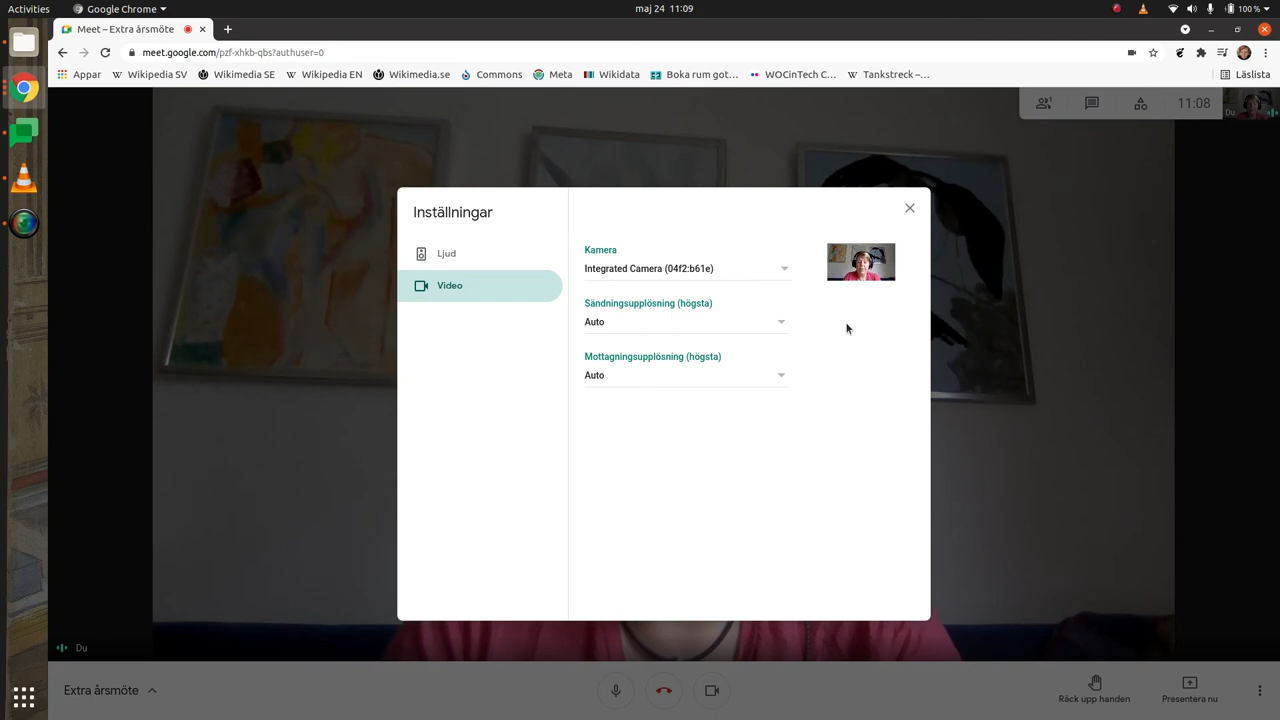 Activities Google Chrome maj 24 11:09 100 %
Meet – Extra årsmöte
meet.google.com/pzf-xhkb-qbs?authuser=0
Appar Wikipedia SV Wikimedia SE Wikipedia EN Wikimedia.se Commons Meta Wikidata Boka rum got… WOCinTech C… Tankstreck –… Läslista
11:08
Du
Inställningar
Ljud
Video
Kamera
Integrated Camera (04f2:b61e)
Sändningsupplösning (högsta)
Auto
Mottagningsupplösning (högsta)
Auto
Du
Extra årsmöte
Räck upp handen
Presentera nu